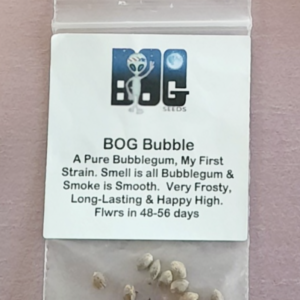 BOG
SEEDS
BOG Bubble
A Pure Bubblegum, My First
Strain. Smell is all Bubblegum &
Smoke is Smooth. Very Frosty,
Long-Lasting & Happy High.
Flwrs in 48-56 days